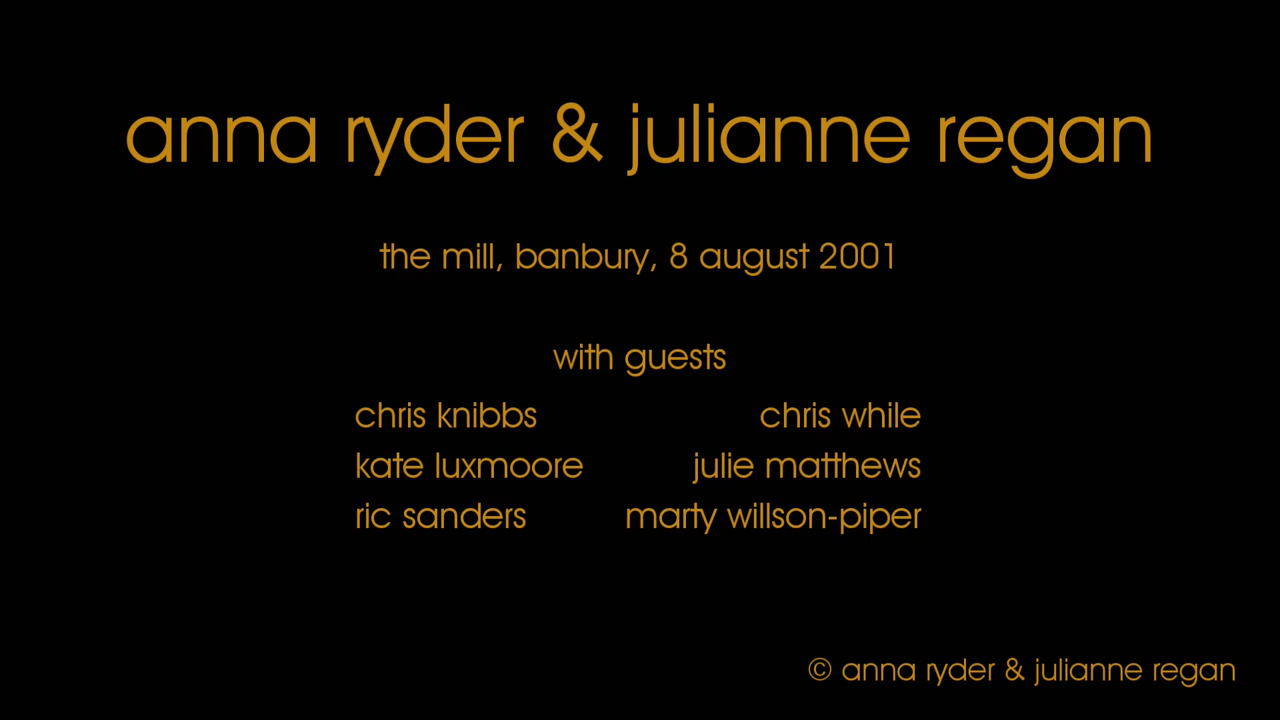 anna ryder & julianne regan
the mill, banbury, 8 august 2001
with guests
chris knibbs chris while
kate luxmoore julie matthews
ric sanders marty willson-piper
© anna ryder & julianne regan